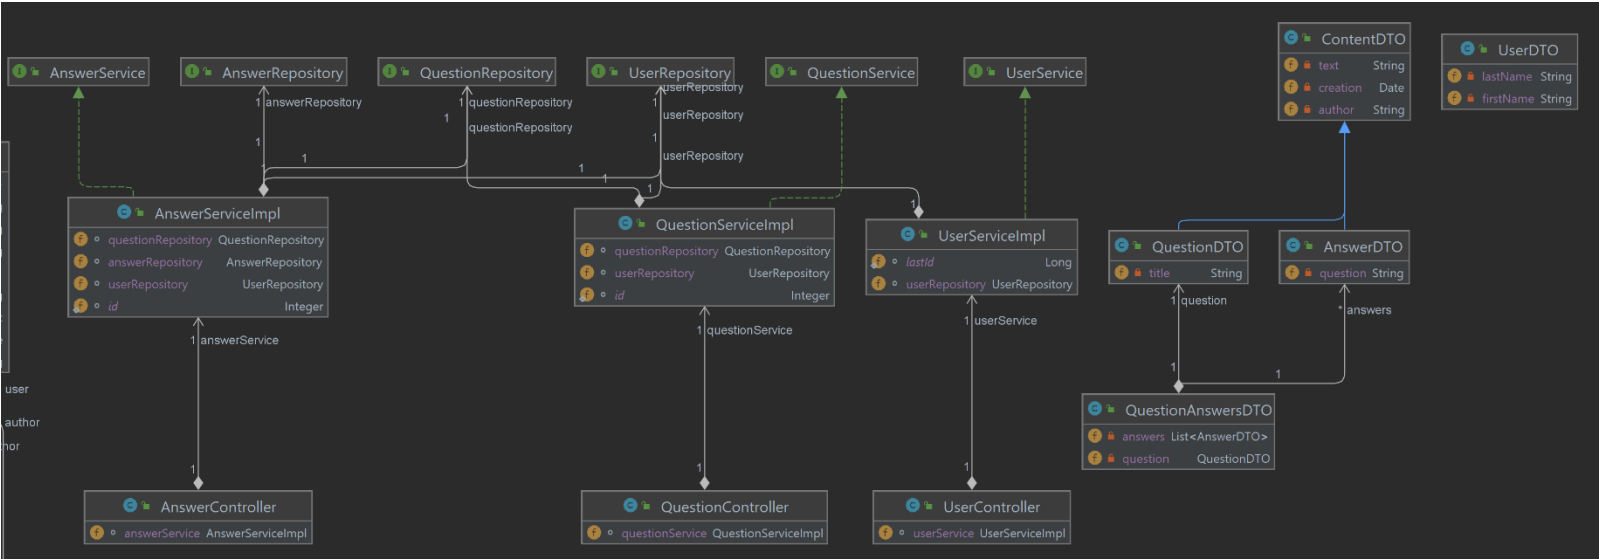 ContentDTO
text String
creation Date
author String
UserDTO
lastName String
firstName String
AnswerService
AnswerRepository
QuestionRepository
UserRepository
QuestionService
UserService
userRepository
1 answerRepository
1 questionRepository
1
1 questionRepository
userRepository
1
1
userRepository
1
1
1
1
1
1
1
AnswerServiceImpl
questionRepository QuestionRepository
answerRepository AnswerRepository
userRepository UserRepository
id Integer
QuestionServiceImpl
questionRepository QuestionRepository
userRepository UserRepository
id Integer
UserServiceImpl
lastId Long
userRepository UserRepository
QuestionDTO
title String
AnswerDTO
question String
1 question
* answers
1 answerService
1 questionService
1 userService
1
1
QuestionAnswersDTO
answers List<AnswerDTO>
question QuestionDTO
user
author
1
1
1
AnswerController
answerService AnswerServiceImpl
QuestionController
questionService QuestionServiceImpl
UserController
userService UserServiceImpl